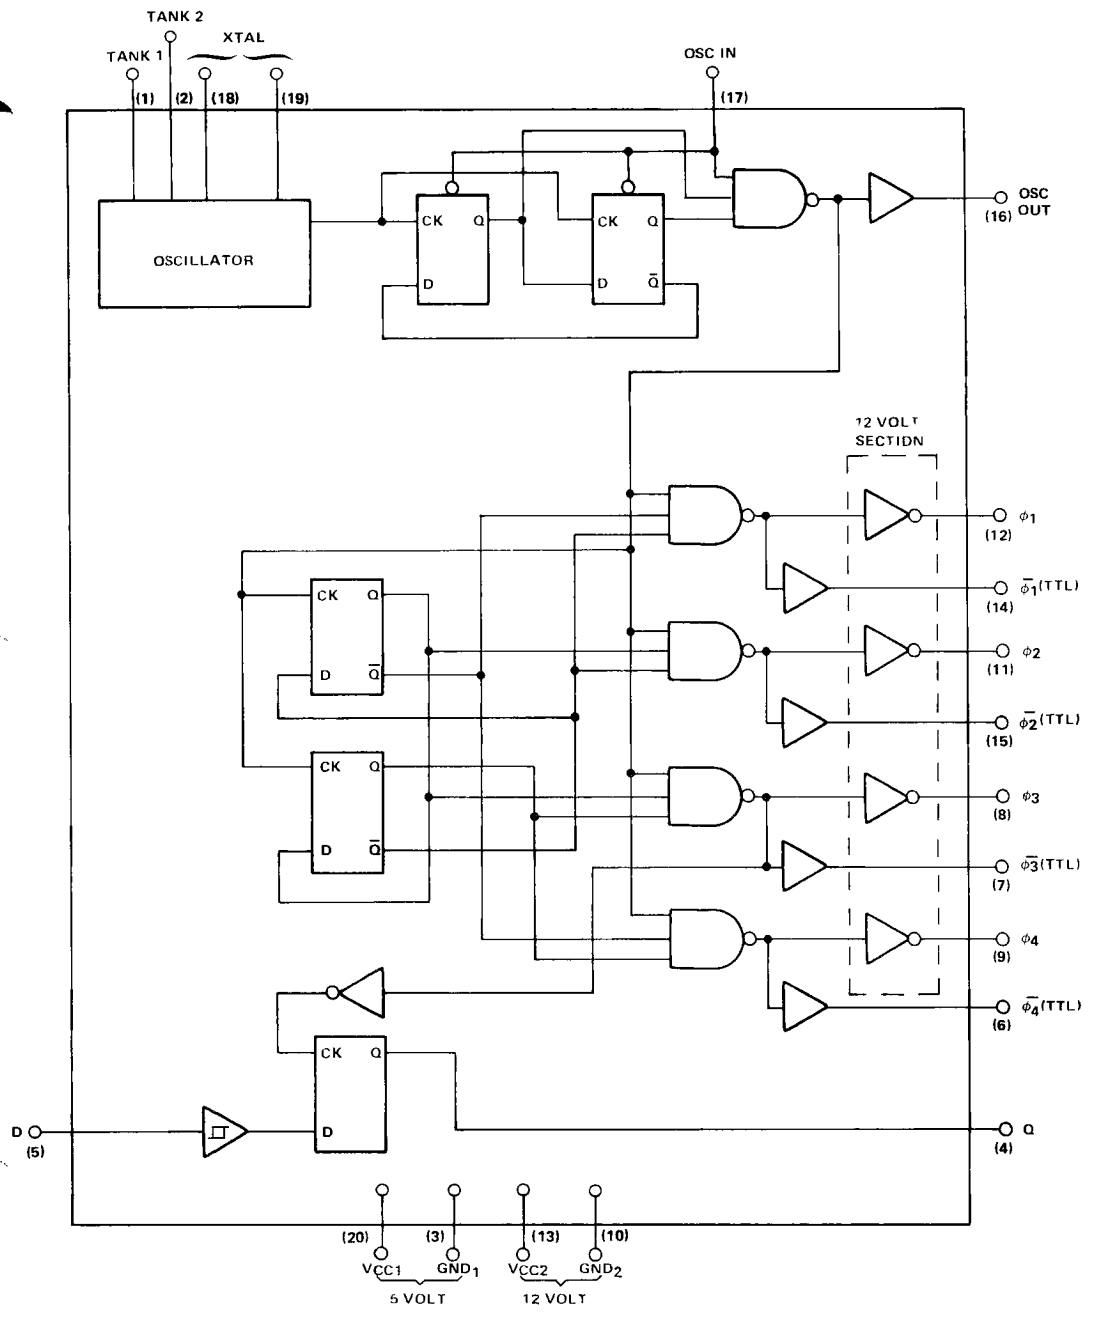 TANK 2
XTAL
TANK 1
OSC IN
(1)
(2)
(18)
(19)
(17)
CK Q
CK Q
OSC
OUT
(16)
OSCILLATOR
D
D Q̅
12 VOLT
SECTION
ϕ1
(12)
CK Q
ϕ̅1(TTL)
(14)
ϕ2
(11)
D Q̅
ϕ̅2(TTL)
(15)
CK Q
ϕ3
(8)
D Q̅
ϕ̅3(TTL)
(7)
ϕ4
(9)
ϕ̅4(TTL)
(6)
CK Q
D
(5)
D
Q
(4)
(20)
(3)
(13)
(10)
VCC1
GND1
VCC2
GND2
5 VOLT
12 VOLT